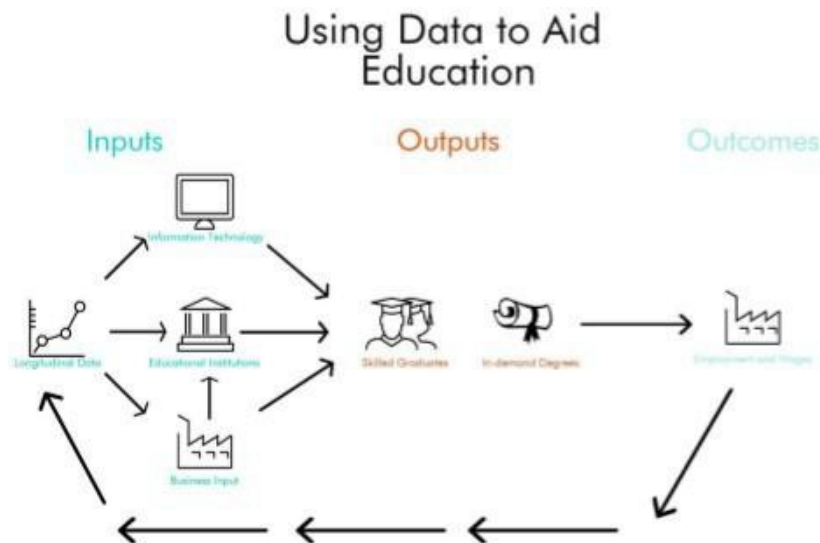 Using Data to Aid
Education
Inputs
Outputs
Outcomes
Information Technology
Longitudinal Data
Educational Institutions
Skilled Graduates
In-demand Degrees
Employment and Wages
Business Input